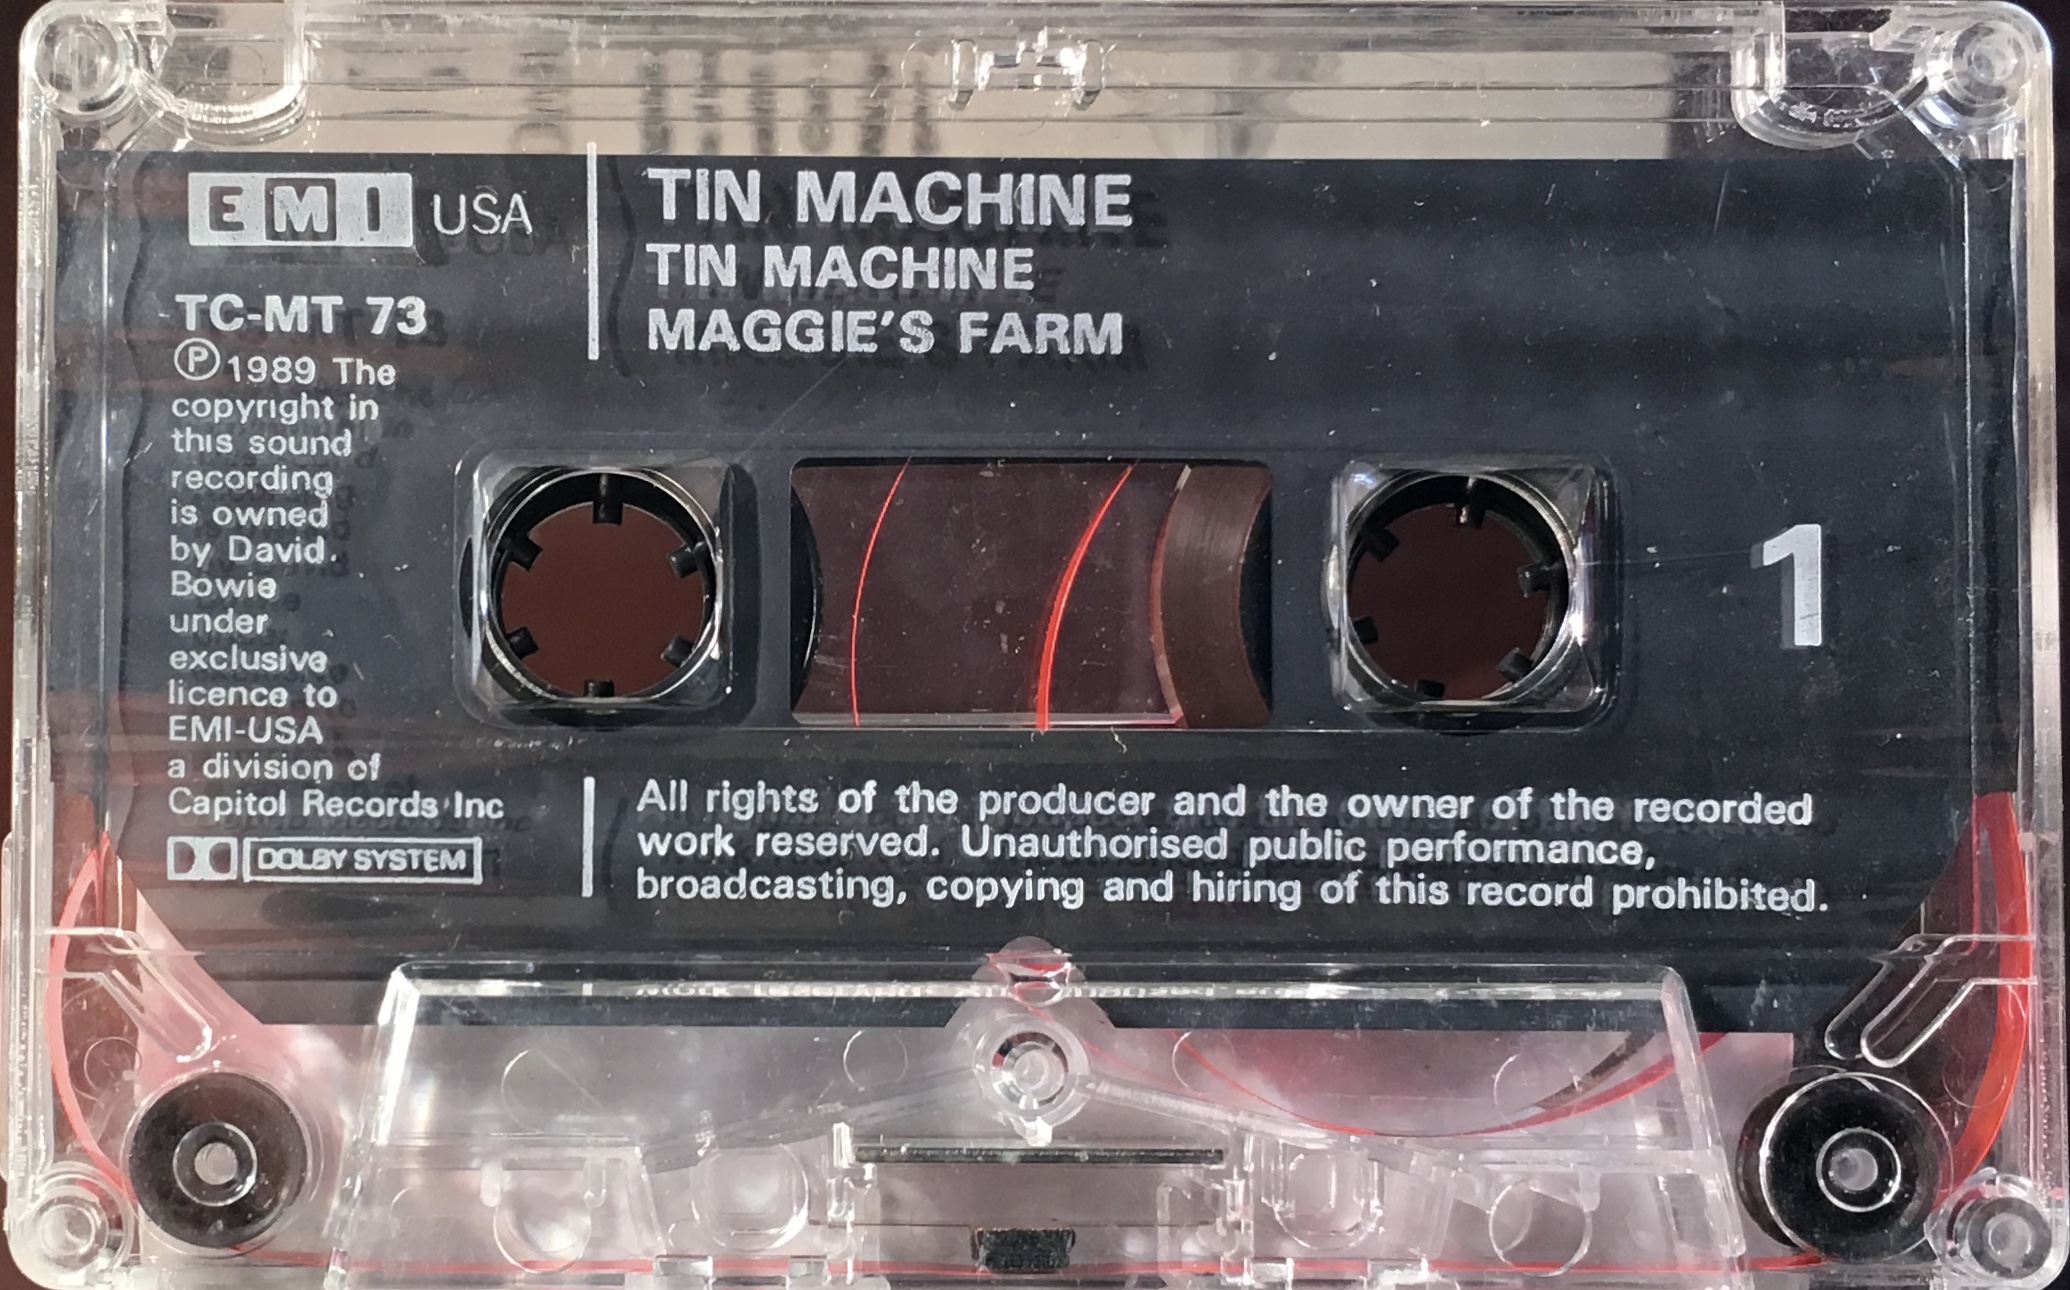 EMI USA
TIN MACHINE
TIN MACHINE
MAGGIE'S FARM
TC-MT 73
Ⓟ1989 The
copyright in
this sound
recording
is owned
by David
Bowie
under
exclusive
licence to
EMI-USA
a division of
Capitol Records Inc
DOLBY SYSTEM
1
All rights of the producer and the owner of the recorded
work reserved. Unauthorised public performance,
broadcasting, copying and hiring of this record prohibited.